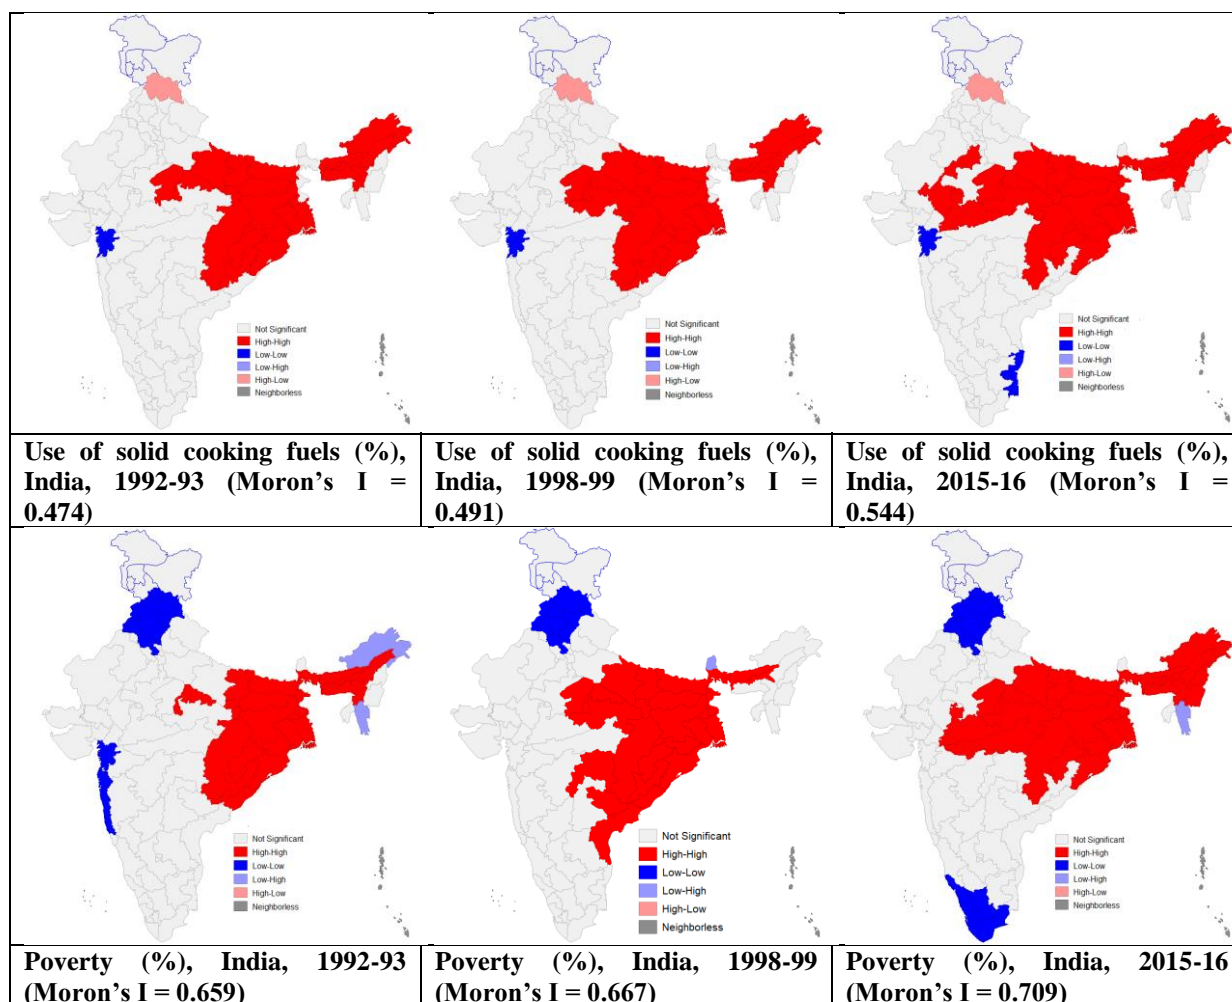 Not Significant
High-High
Low-Low
Low-High
High-Low
Neighborless
Not Significant
High-High
Low-Low
Low-High
High-Low
Neighborless
Not Significant
High-High
Low-Low
Low-High
High-Low
Neighborless
Use of solid cooking fuels (%),
India, 1992-93 (Moron’s I =
0.474)
Use of solid cooking fuels (%),
India, 1998-99 (Moron’s I =
0.491)
Use of solid cooking fuels (%),
India, 2015-16 (Moron’s I =
0.544)
Not Significant
High-High
Low-Low
Low-High
High-Low
Neighborless
Not Significant
High-High
Low-Low
Low-High
High-Low
Neighborless
Not Significant
High-High
Low-Low
Low-High
High-Low
Neighborless
Poverty (%), India, 1992-93
(Moron’s I = 0.659)
Poverty (%), India, 1998-99
(Moron’s I = 0.667)
Poverty (%), India, 2015-16
(Moron’s I = 0.709)